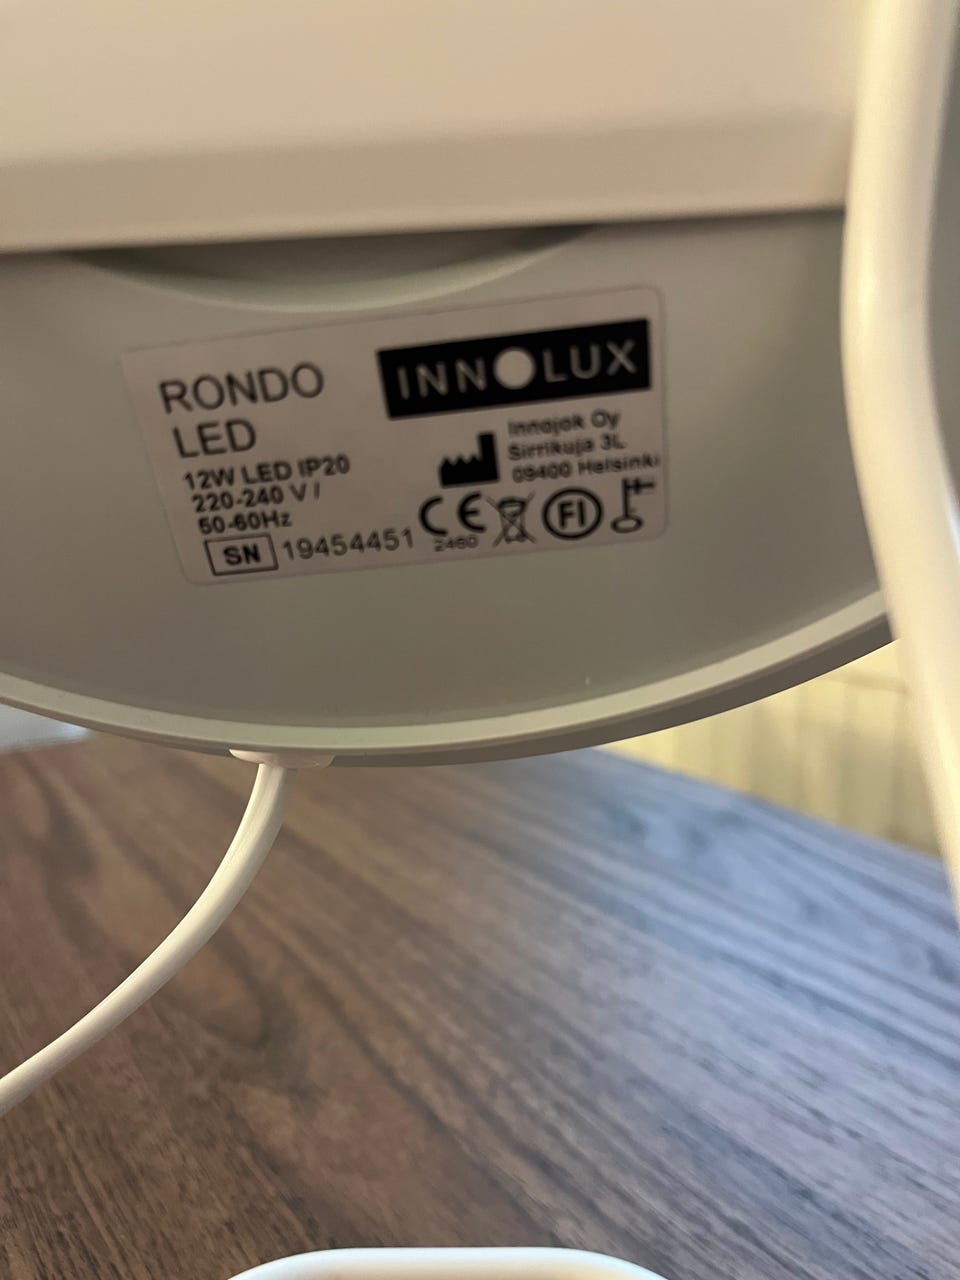 RONDO
LED
12W LED IP20
220-240 V /
50-60Hz
SN 19454451
INNOLUX
Innojok Oy
Sirrikuja 3L
09400 Helsinki
CE
2460
FI